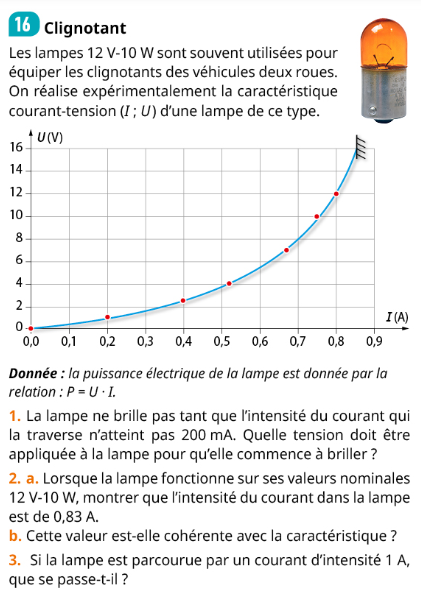 16 Clignotant
Les lampes 12 V-10 W sont souvent utilisées pour
équiper les clignotants des véhicules deux roues.
On réalise expérimentalement la caractéristique
courant-tension (I ; U) d’une lampe de ce type.
U (V)
16
14
12
10
8
6
4
2
0
0,0 0,1 0,2 0,3 0,4 0,5 0,6 0,7 0,8 0,9
I (A)
Donnée : la puissance électrique de la lampe est donnée par la
relation : P = U · I.
1. La lampe ne brille pas tant que l’intensité du courant qui
la traverse n’atteint pas 200 mA. Quelle tension doit être
appliquée à la lampe pour qu’elle commence à briller ?
2. a. Lorsque la lampe fonctionne sur ses valeurs nominales
12 V-10 W, montrer que l’intensité du courant dans la lampe
est de 0,83 A.
b. Cette valeur est-elle cohérente avec la caractéristique ?
3. Si la lampe est parcourue par un courant d’intensité 1 A,
que se passe-t-il ?